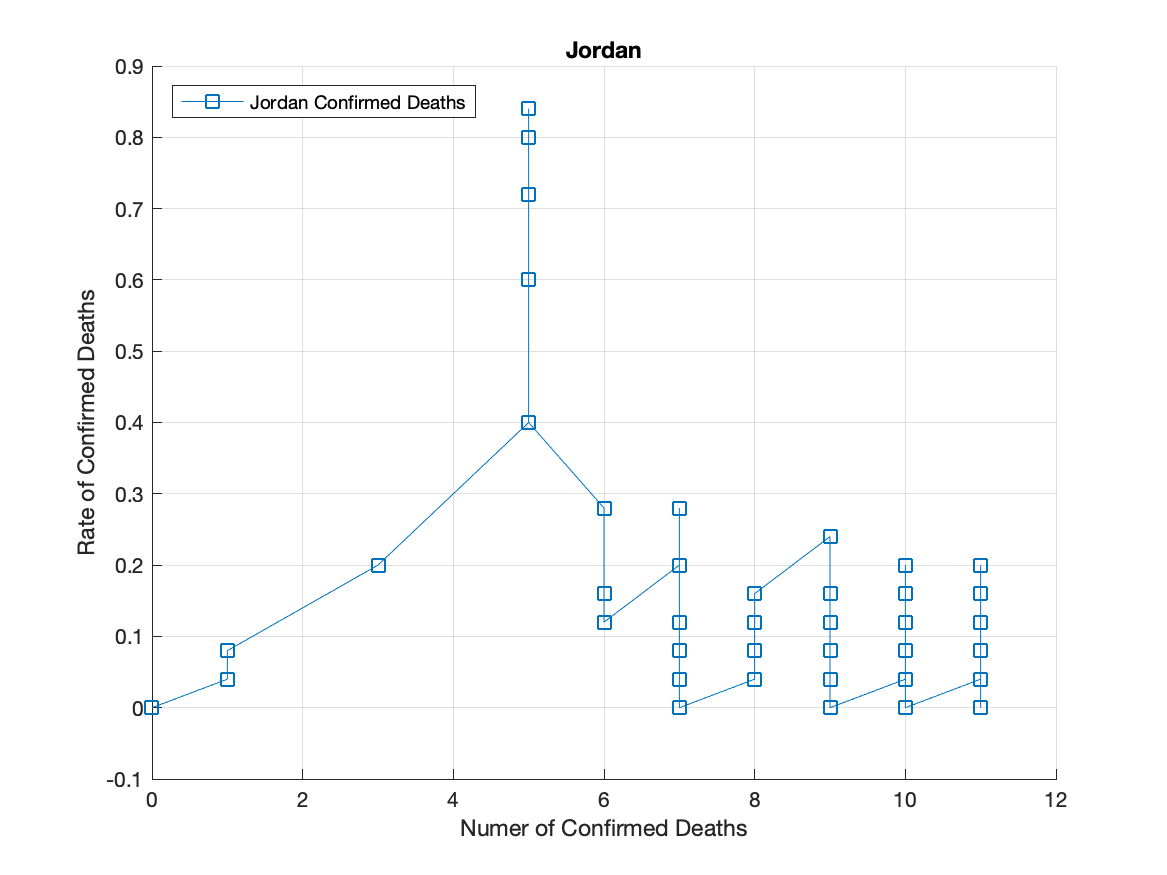 Jordan
Jordan Confirmed Deaths
0.9
0.8
0.7
0.6
0.5
0.4
0.3
0.2
0.1
0
-0.1
Rate of Confirmed Deaths
0 2 4 6 8 10 12
Numer of Confirmed Deaths